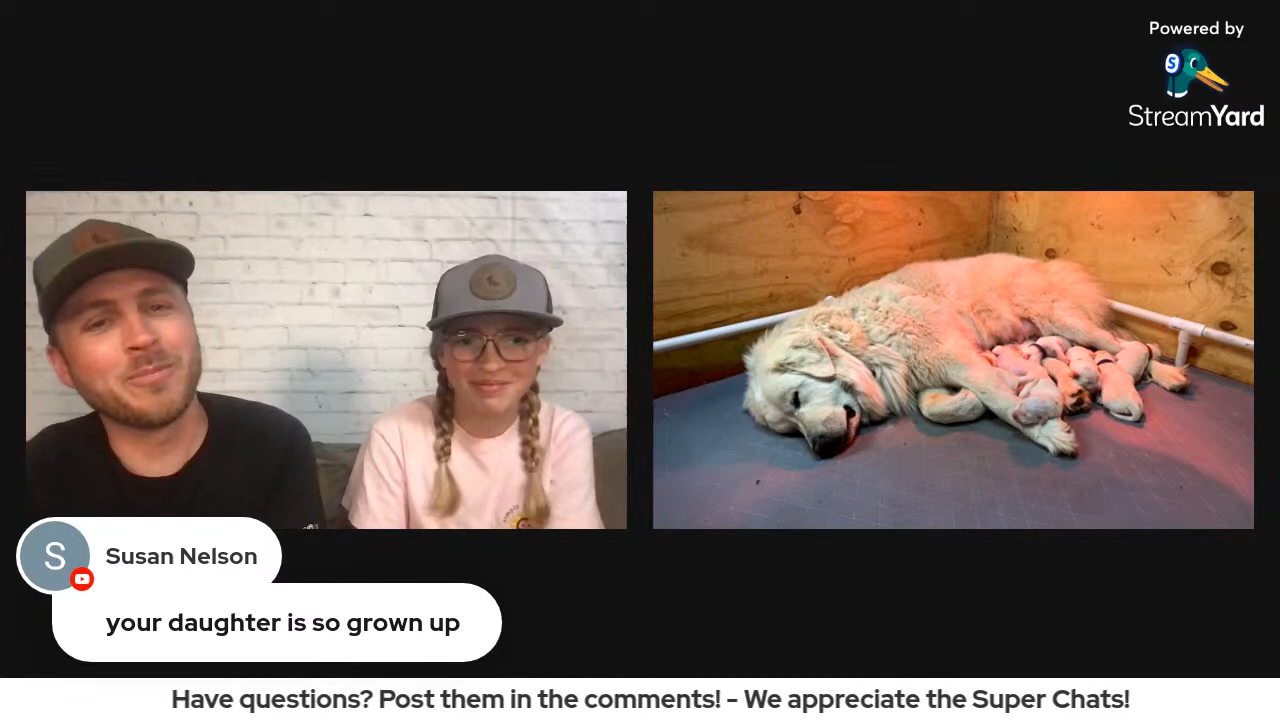 Powered by
StreamYard
S
Susan Nelson
your daughter is so grown up
Have questions? Post them in the comments! - We appreciate the Super Chats!